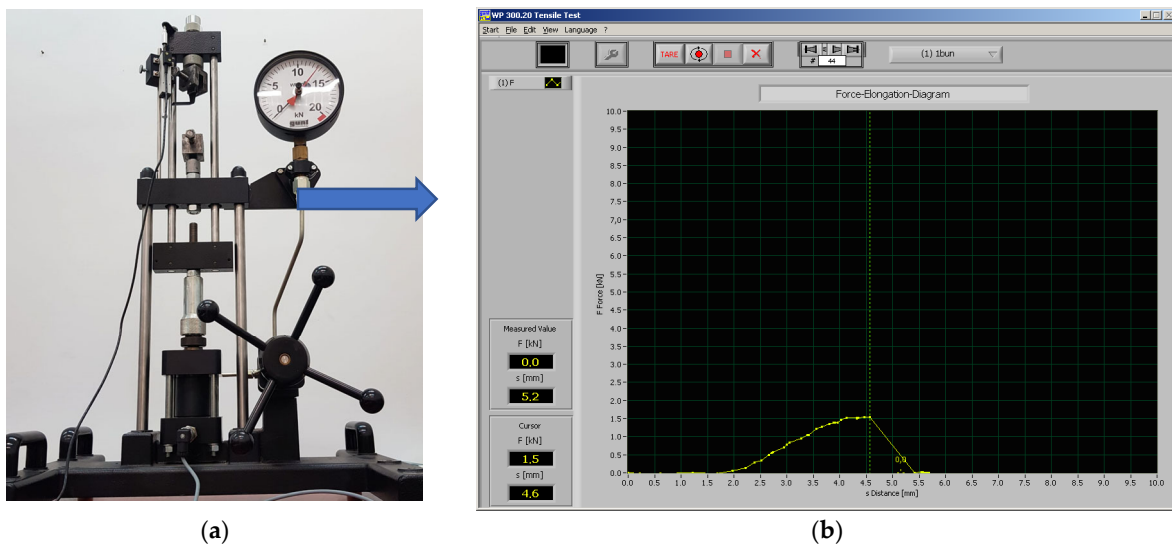 10
5
15
0
20
kN
gunt
(a)
WP 300.20 Tensile Test
Start File Edit View Language ?
TARE
# 44
(1) 1bun
(1) F
Force-Elongation-Diagram
10.0
9.5
9.0
8.5
8.0
7.5
7.0
6.5
6.0
5.5
5.0
4.5
4.0
3.5
3.0
2.5
2.0
1.5
1.0
0.5
0.0
F Force [kN]
0.0 0.5 1.0 1.5 2.0 2.5 3.0 3.5 4.0 4.5 5.0 5.5 6.0 6.5 7.0 7.5 8.0 8.5 9.0 9.5 10.0
s Distance [mm]
0,0
Measured Value
F [kN]
0,0
s [mm]
5,2
Cursor
F [kN]
1,5
s [mm]
4,6
(b)